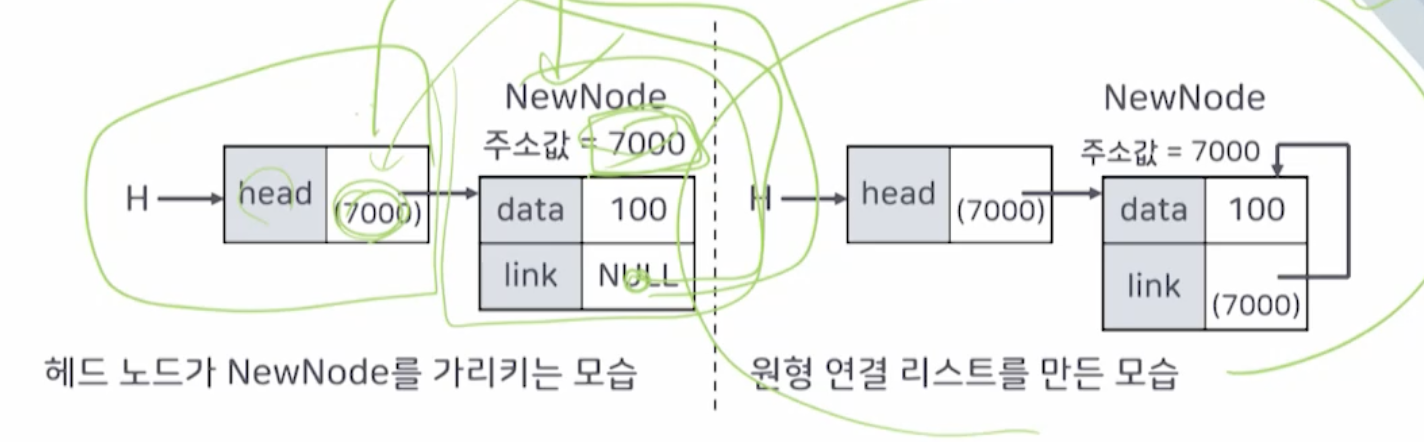 NewNode
주소값 = 7000
H
head
(7000)
data
100
link
NULL
헤드 노드가 NewNode를 가리키는 모습
NewNode
주소값 = 7000
H
head
(7000)
data
100
link
(7000)
원형 연결 리스트를 만든 모습